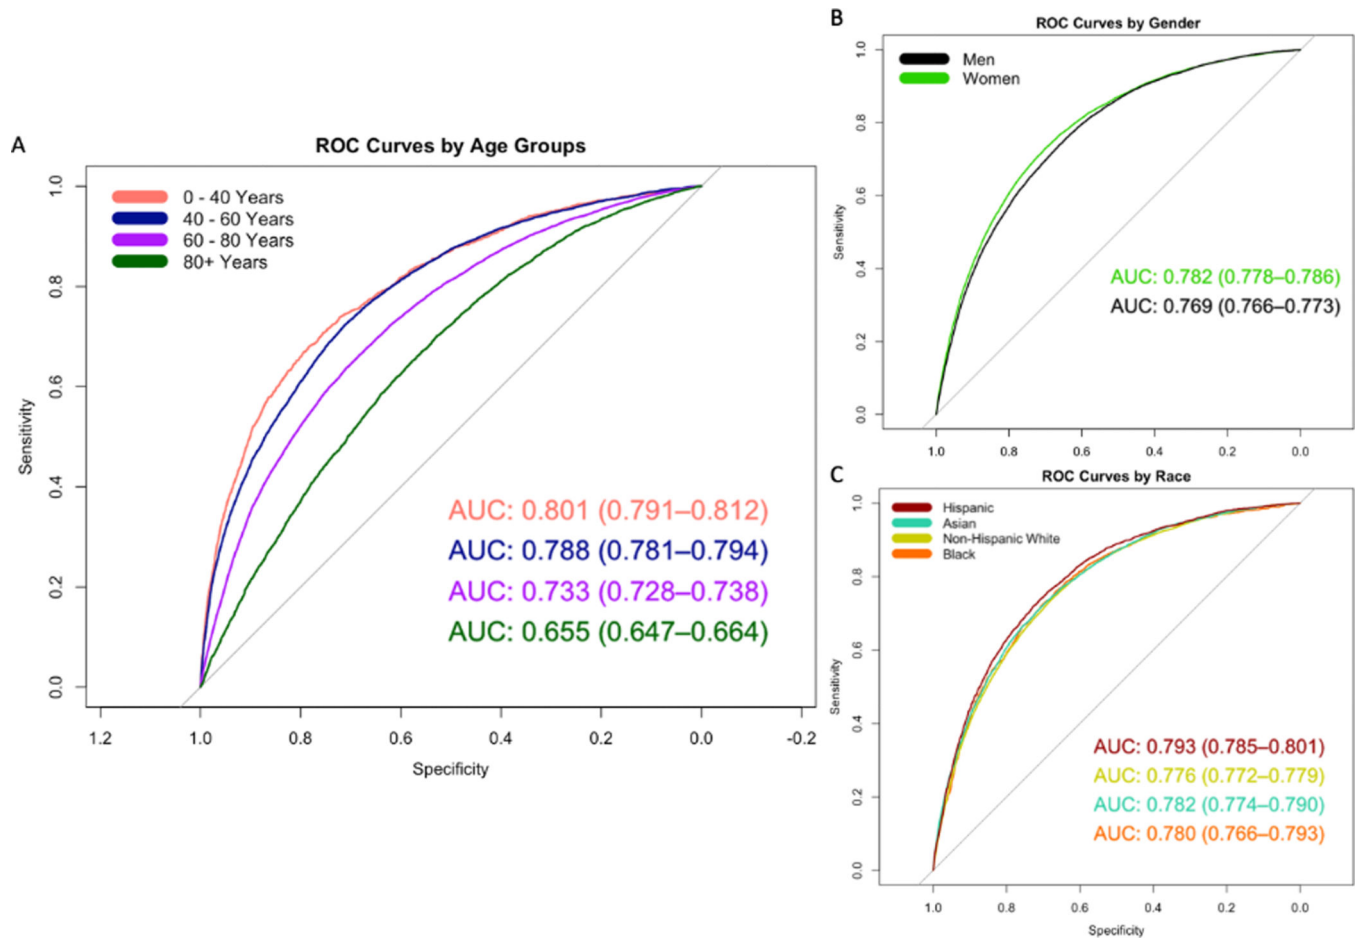 A
ROC Curves by Age Groups
0 - 40 Years
40 - 60 Years
60 - 80 Years
80+ Years
Sensitivity
1.0
0.8
0.6
0.4
0.2
0.0
AUC: 0.801 (0.791–0.812)
AUC: 0.788 (0.781–0.794)
AUC: 0.733 (0.728–0.738)
AUC: 0.655 (0.647–0.664)
1.2 1.0 0.8 0.6 0.4 0.2 0.0 -0.2
Specificity
B
ROC Curves by Gender
Men
Women
Sensitivity
1.0
0.8
0.6
0.4
0.2
0.0
AUC: 0.782 (0.778–0.786)
AUC: 0.769 (0.766–0.773)
1.0 0.8 0.6 0.4 0.2 0.0
C
ROC Curves by Race
Hispanic
Asian
Non-Hispanic White
Black
Sensitivity
1.0
0.8
0.6
0.4
0.2
0.0
AUC: 0.793 (0.785–0.801)
AUC: 0.776 (0.772–0.779)
AUC: 0.782 (0.774–0.790)
AUC: 0.780 (0.766–0.793)
1.0 0.8 0.6 0.4 0.2 0.0
Specificity